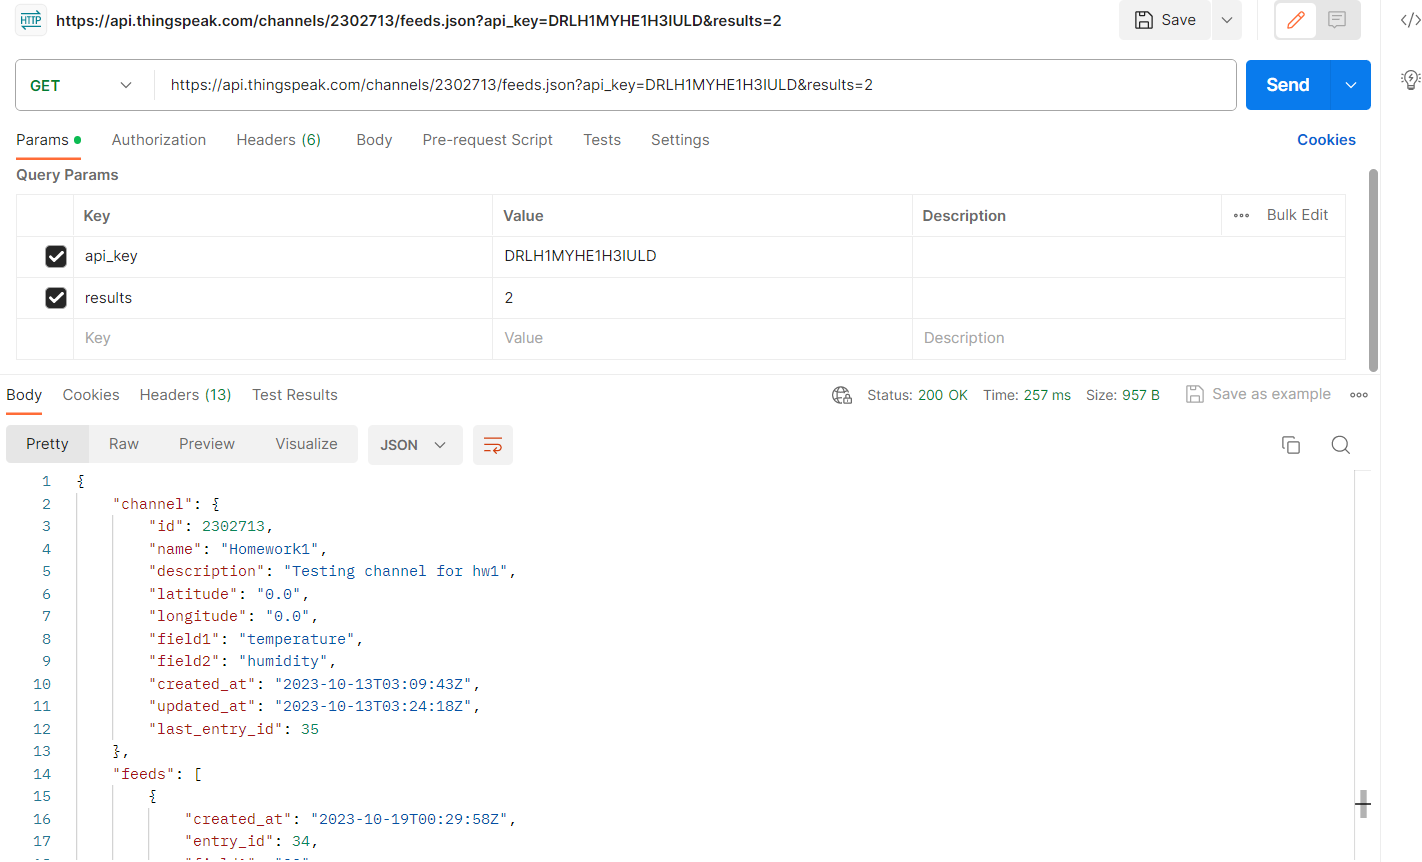 HTTP https://api.thingspeak.com/channels/2302713/feeds.json?api_key=DRLH1MYHE1H3IULD&results=2 Save
GET https://api.thingspeak.com/channels/2302713/feeds.json?api_key=DRLH1MYHE1H3IULD&results=2 Send
Params Authorization Headers (6) Body Pre-request Script Tests Settings Cookies
Query Params
Key Value Description ••• Bulk Edit
api_key DRLH1MYHE1H3IULD
results 2
Key Value Description
Body Cookies Headers (13) Test Results Status: 200 OK Time: 257 ms Size: 957 B Save as example
Pretty Raw Preview Visualize JSON
1 {
2 "channel": {
3 "id": 2302713,
4 "name": "Homework1",
5 "description": "Testing channel for hw1",
6 "latitude": "0.0",
7 "longitude": "0.0",
8 "field1": "temperature",
9 "field2": "humidity",
10 "created_at": "2023-10-13T03:09:43Z",
11 "updated_at": "2023-10-13T03:24:18Z",
12 "last_entry_id": 35
13 },
14 "feeds": [
15 {
16 "created_at": "2023-10-19T00:29:58Z",
17 "entry_id": 34,